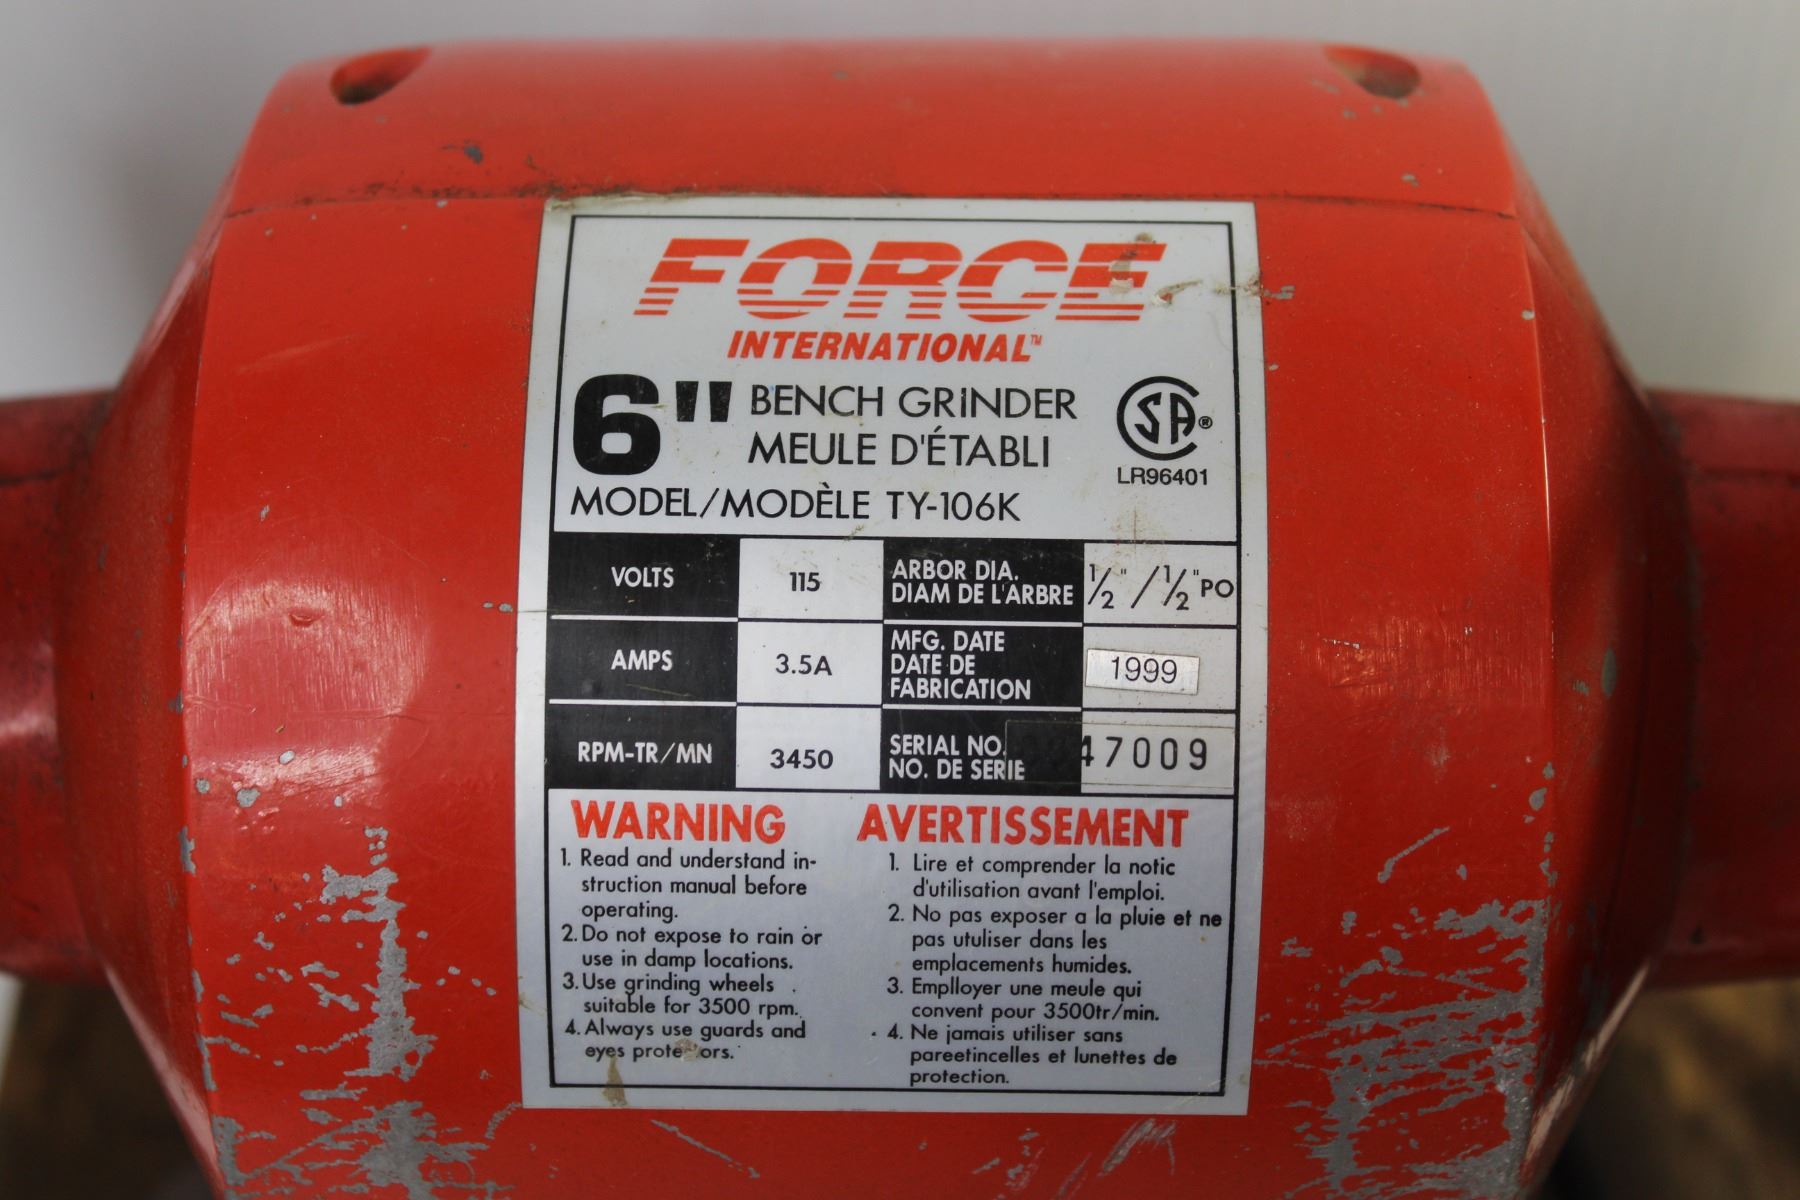 FORCE
INTERNATIONAL™
6" BENCH GRINDER
MEULE D'ÉTABLI
MODEL/MODÈLE TY-106K
SA®
LR96401
VOLTS 115
ARBOR DIA.
DIAM DE L'ARBRE
1/2" / 1/2" PO
AMPS 3.5A
MFG. DATE
DATE DE
FABRICATION
1999
RPM-TR/MN 3450
SERIAL NO.
NO. DE SERIE
47009
WARNING
1. Read and understand in-
struction manual before
operating.
2. Do not expose to rain or
use in damp locations.
3. Use grinding wheels
suitable for 3500 rpm.
4. Always use guards and
eyes
AVERTISSEMENT
1. Lire et comprender la notic
d'utilisation avant l'emploi.
2. No pas exposer a la pluie et ne
pas utuliser dans les
emplacements humides.
3. Emplloyer une meule qui
convent pour 3500tr/min.
4. Ne jamais utiliser sans
pareetincelles et lunettes de
protection.